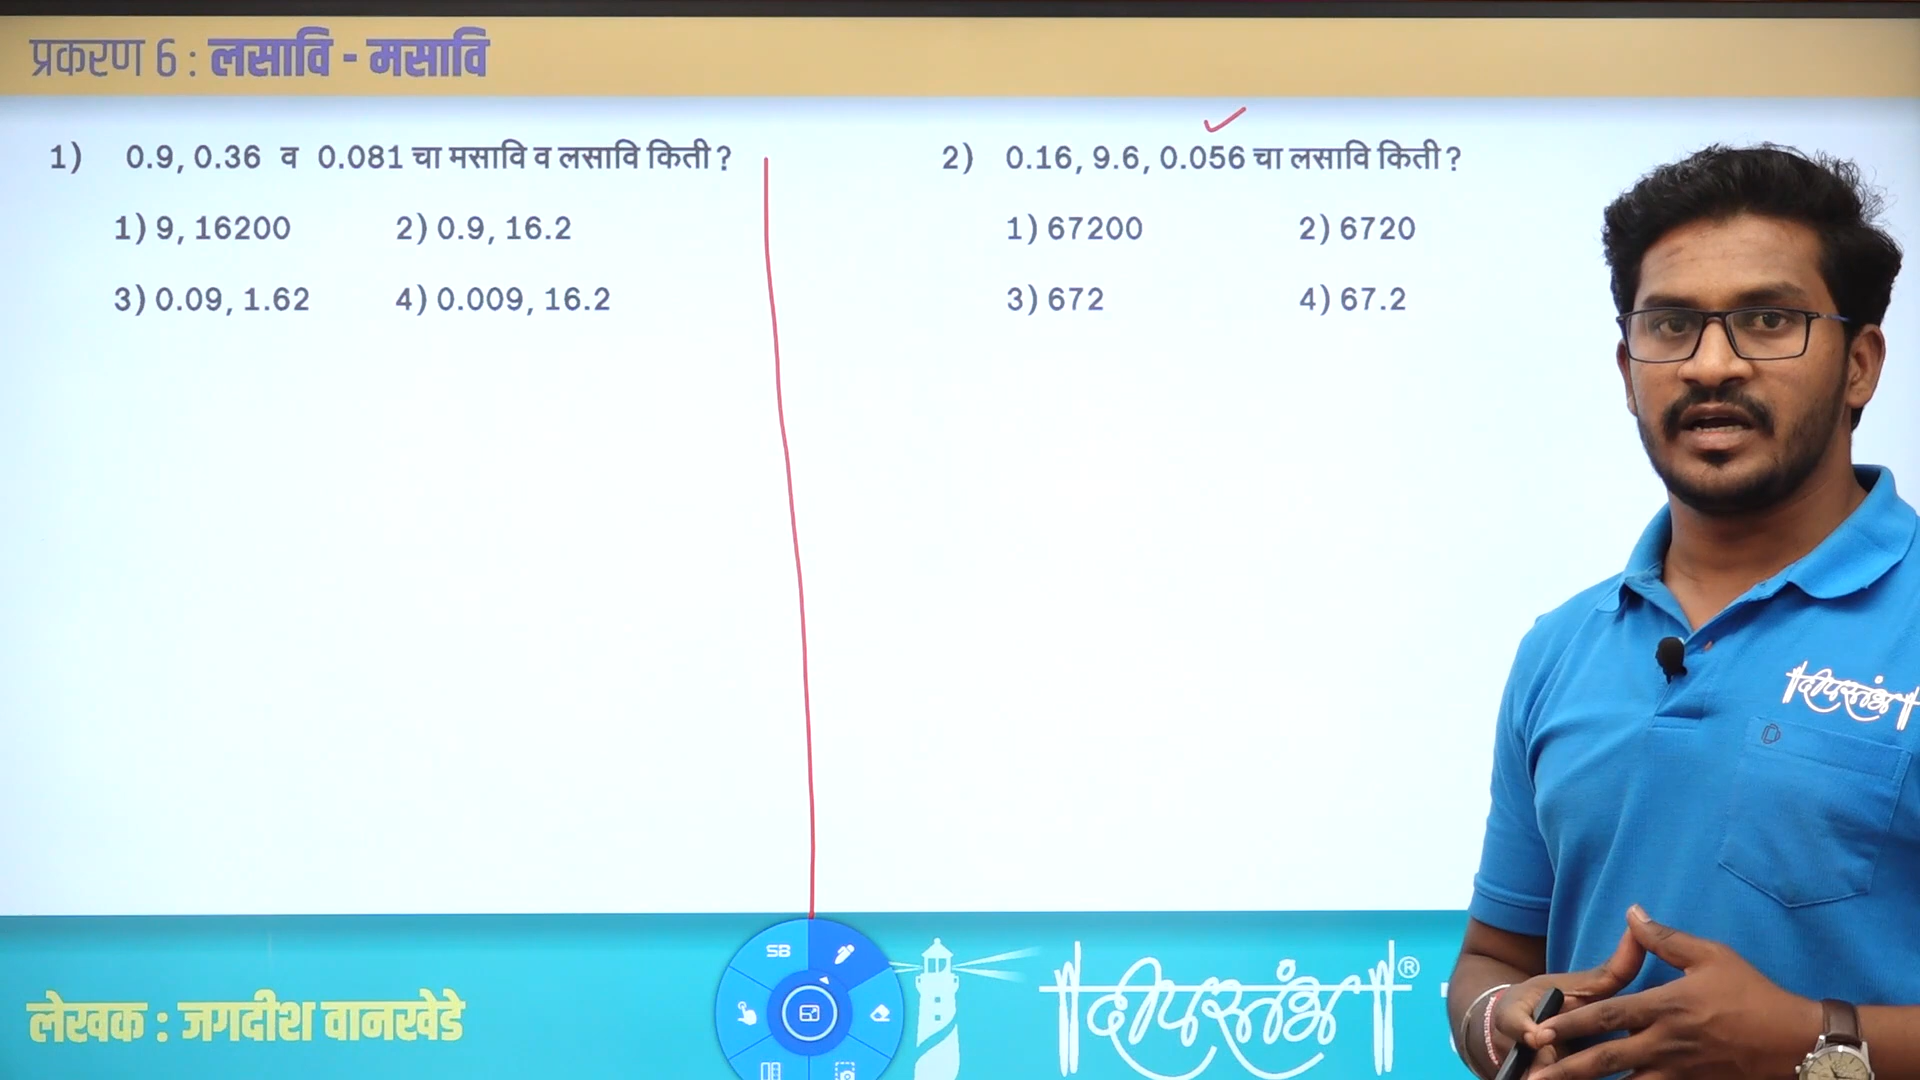 प्रकरण 6 : लसावि - मसावि
1) 0.9, 0.36 व 0.081 चा मसावि व लसावि किती ?
1) 9, 16200 2) 0.9, 16.2
3) 0.09, 1.62 4) 0.009, 16.2
2) 0.16, 9.6, 0.056 चा लसावि किती ?
1) 67200 2) 6720
3) 672 4) 67.2
दीपस्तंभ
SB
लेखक : जगदीश वानखेडे
दीपस्तंभ®